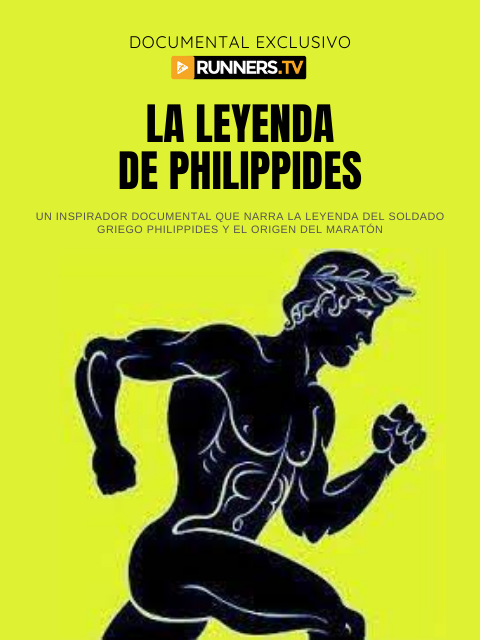 DOCUMENTAL EXCLUSIVO
RUNNERS.TV
LA LEYENDA
DE PHILIPPIDES
UN INSPIRADOR DOCUMENTAL QUE NARRA LA LEYENDA DEL SOLDADO
GRIEGO PHILIPPIDES Y EL ORIGEN DEL MARATÓN